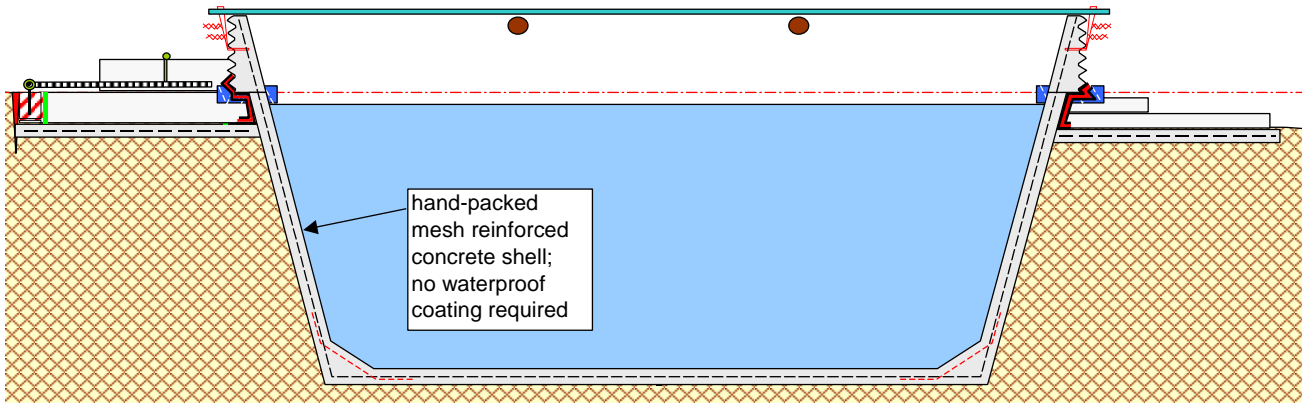 hand-packed
mesh reinforced
concrete shell;
no waterproof
coating required